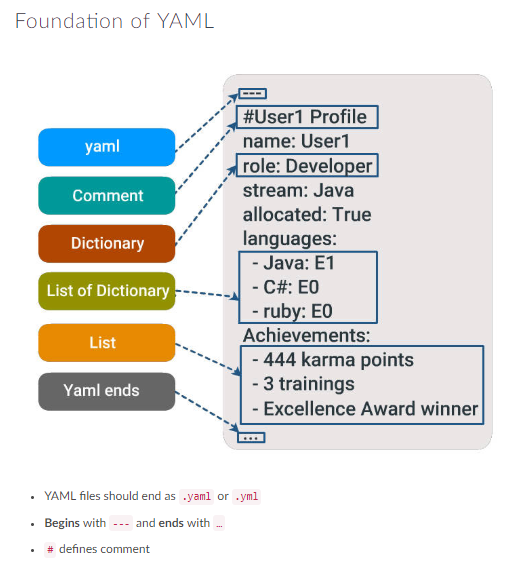 Foundation of YAML
yaml
Comment
Dictionary
List of Dictionary
List
Yaml ends
---
#User1 Profile
name: User1
role: Developer
stream: Java
allocated: True
languages:
- Java: E1
- C#: E0
- ruby: E0
Achievements:
- 444 karma points
- 3 trainings
- Excellence Award winner
...
• YAML files should end as .yaml or .yml
• Begins with --- and ends with …
• # defines comment